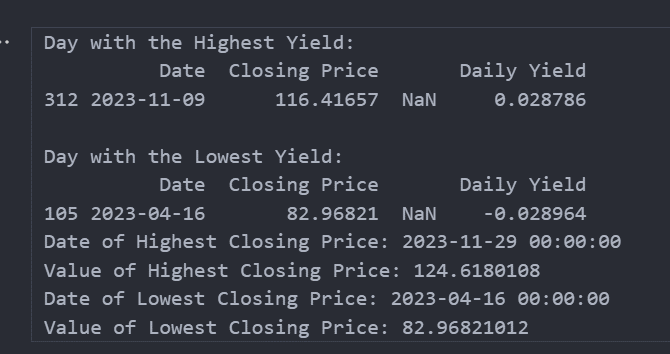 Day with the Highest Yield:
Date Closing Price Daily Yield
312 2023-11-09 116.41657 NaN 0.028786
Day with the Lowest Yield:
Date Closing Price Daily Yield
105 2023-04-16 82.96821 NaN -0.028964
Date of Highest Closing Price: 2023-11-29 00:00:00
Value of Highest Closing Price: 124.6180108
Date of Lowest Closing Price: 2023-04-16 00:00:00
Value of Lowest Closing Price: 82.96821012